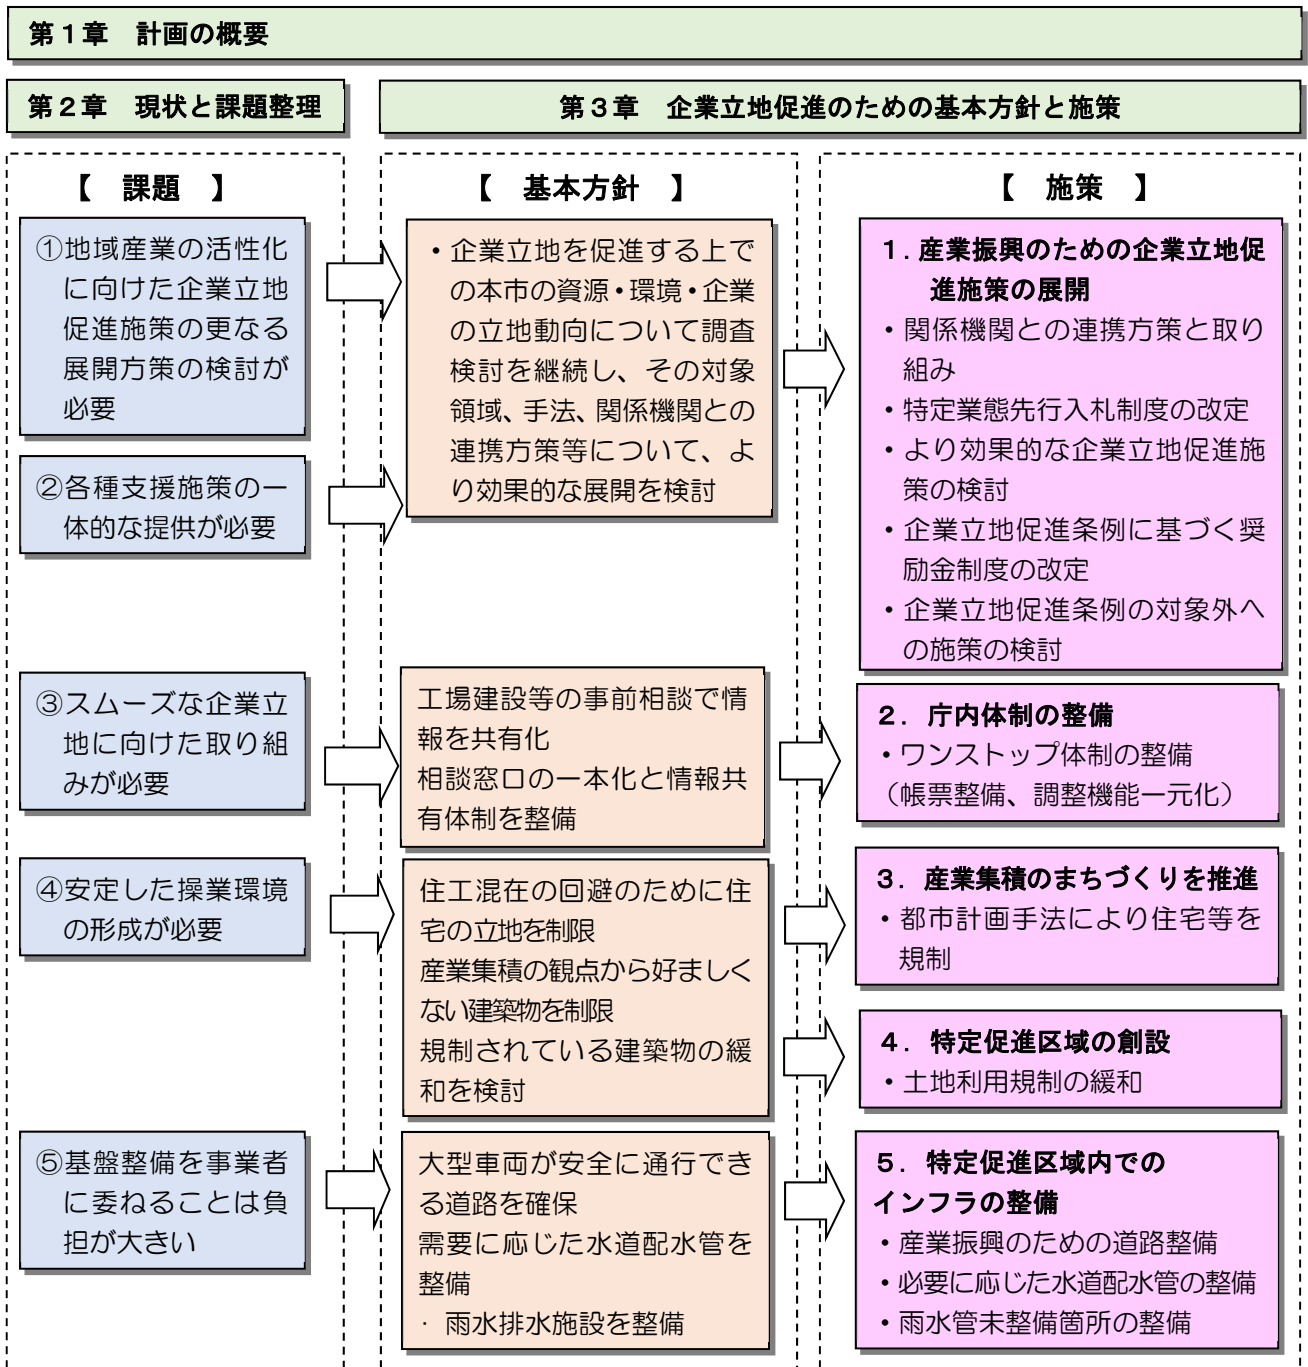 第１章　計画の概要
第２章　現状と課題整理
第３章　企業立地促進のための基本方針と施策
【　課題　】
①地域産業の活性化
に向けた企業立地
促進施策の更なる
展開方策の検討が
必要
②各種支援施策の一
体的な提供が必要
③スムーズな企業立
地に向けた取り組
みが必要
④安定した操業環境
の形成が必要
⑤基盤整備を事業者
に委ねることは負
担が大きい
【　基本方針　】
・企業立地を促進する上で
の本市の資源・環境・企業
の立地動向について調査
検討を継続し、その対象
領域、手法、関係機関との
連携方策等について、よ
り効果的な展開を検討
工場建設等の事前相談で情
報を共有化
相談窓口の一本化と情報共
有体制を整備
住工混在の回避のために住
宅の立地を制限
産業集積の観点から好ましく
ない建築物を制限
規制されている建築物の緩
和を検討
大型車両が安全に通行でき
る道路を確保
需要に応じた水道配水管を
整備
・雨水排水施設を整備
【　施策　】
１．産業振興のための企業立地促
進施策の展開
・関係機関との連携方策と取り
組み
・特定業態先行入札制度の改定
・より効果的な企業立地促進施
策の検討
・企業立地促進条例に基づく奨
励金制度の改定
・企業立地促進条例の対象外へ
の施策の検討
２．庁内体制の整備
・ワンストップ体制の整備
（帳票整備、調整機能一元化）
３．産業集積のまちづくりを推進
・都市計画手法により住宅等を
規制
４．特定促進区域の創設
・土地利用規制の緩和
５．特定促進区域内での
インフラの整備
・産業振興のための道路整備
・必要に応じた水道配水管の整備
・雨水管未整備箇所の整備